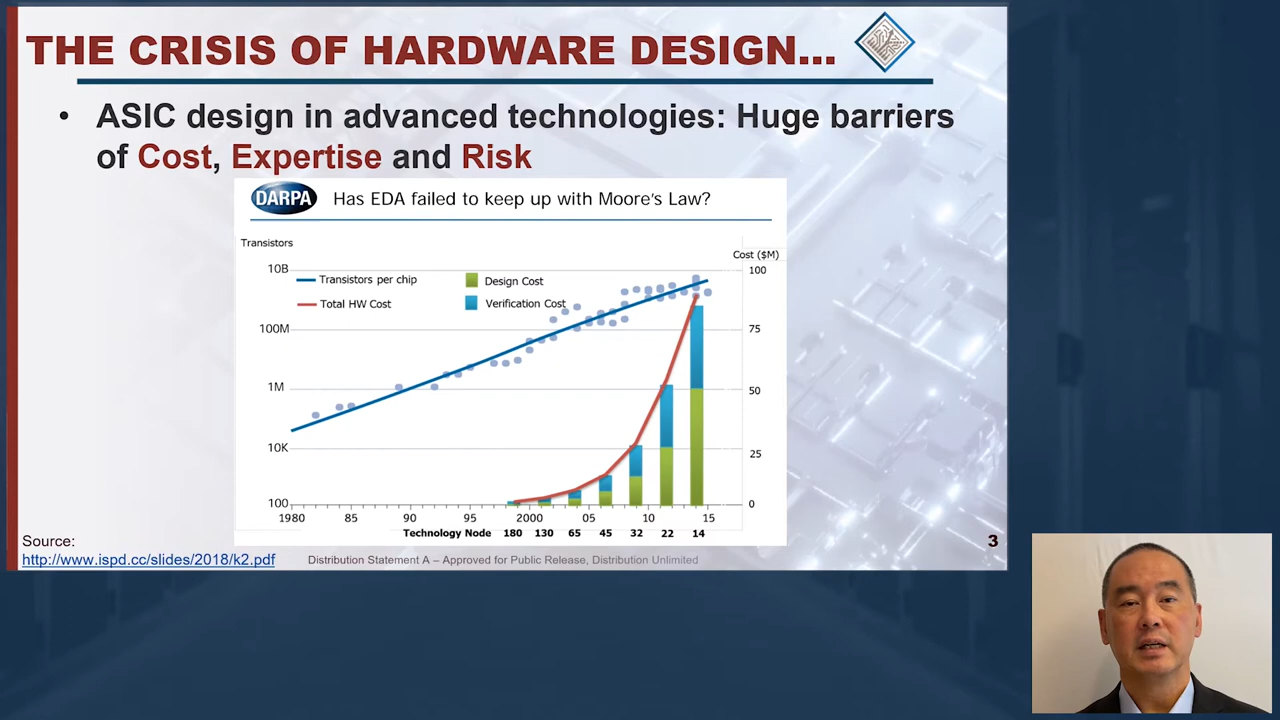 THE CRISIS OF HARDWARE DESIGN...
• ASIC design in advanced technologies: Huge barriers
of Cost, Expertise and Risk
DARPA
Has EDA failed to keep up with Moore's Law?
Transistors
Cost ($M)
10B
100
Transistors per chip
Design Cost
Total HW Cost
Verification Cost
100M
75
1M
50
10K
25
100
0
1980 85 90 95 2000 05 10 15
Technology Node 180 130 65 45 32 22 14
Source:
http://www.ispd.cc/slides/2018/k2.pdf
Distribution Statement A – Approved for Public Release, Distribution Unlimited
3